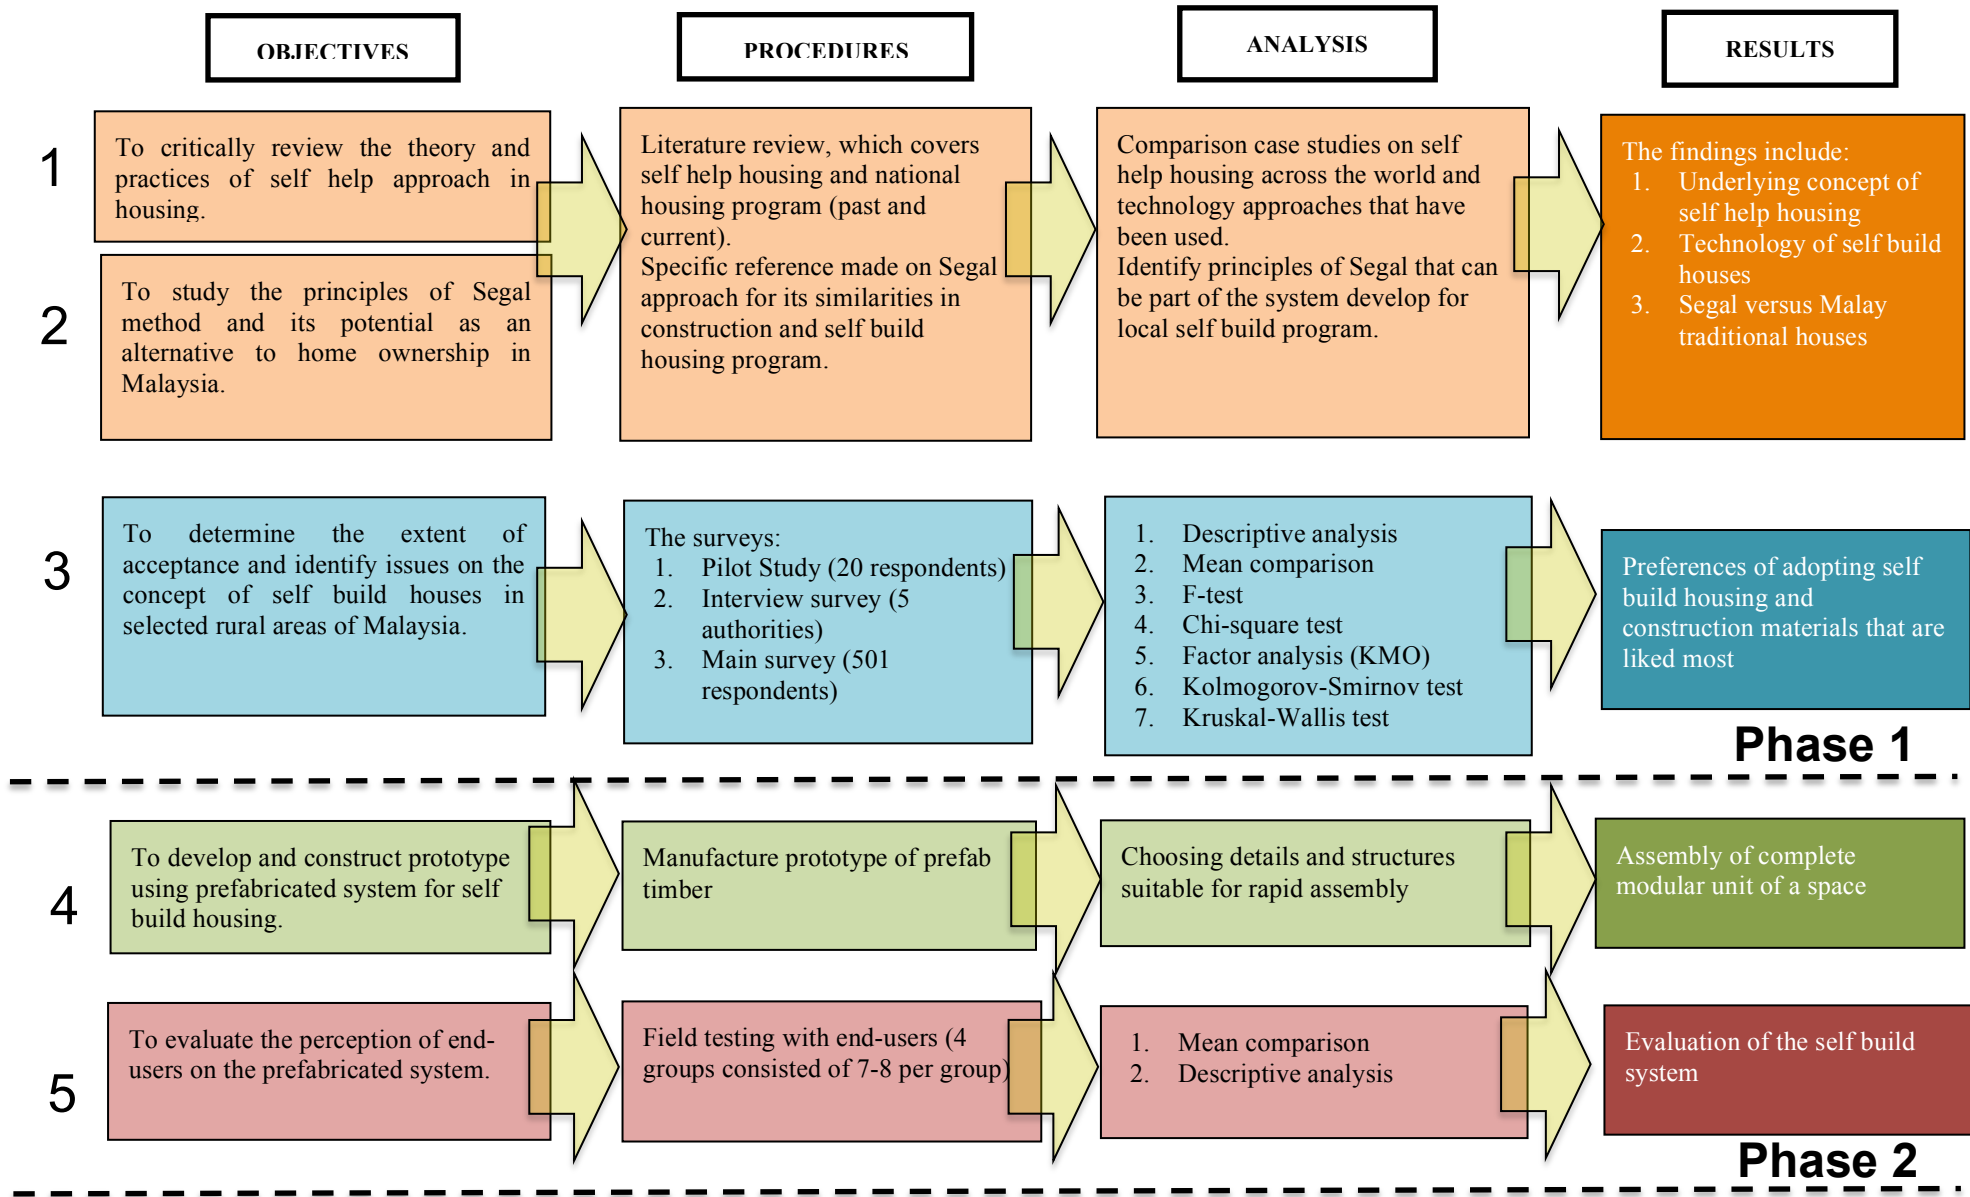 OBJECTIVES
PROCEDURES
ANALYSIS
RESULTS
1
To critically review the theory and
practices of self help approach in
housing.
2
To study the principles of Segal
method and its potential as an
alternative to home ownership in
Malaysia.
Literature review, which covers
self help housing and national
housing program (past and
current).
Specific reference made on Segal
approach for its similarities in
construction and self build
housing program.
Comparison case studies on self
help housing across the world and
technology approaches that have
been used.
Identify principles of Segal that can
be part of the system develop for
local self build program.
The findings include:
1. Underlying concept of
self help housing
2. Technology of self build
houses
3. Segal versus Malay
traditional houses
3
To determine the extent of
acceptance and identify issues on the
concept of self build houses in
selected rural areas of Malaysia.
The surveys:
1. Pilot Study (20 respondents)
2. Interview survey (5
authorities)
3. Main survey (501
respondents)
1. Descriptive analysis
2. Mean comparison
3. F-test
4. Chi-square test
5. Factor analysis (KMO)
6. Kolmogorov-Smirnov test
7. Kruskal-Wallis test
Preferences of adopting self
build housing and
construction materials that are
liked most
Phase 1
4
To develop and construct prototype
using prefabricated system for self
build housing.
Manufacture prototype of prefab
timber
Choosing details and structures
suitable for rapid assembly
Assembly of complete
modular unit of a space
5
To evaluate the perception of end-
users on the prefabricated system.
Field testing with end-users (4
groups consisted of 7-8 per group)
1. Mean comparison
2. Descriptive analysis
Evaluation of the self build
system
Phase 2